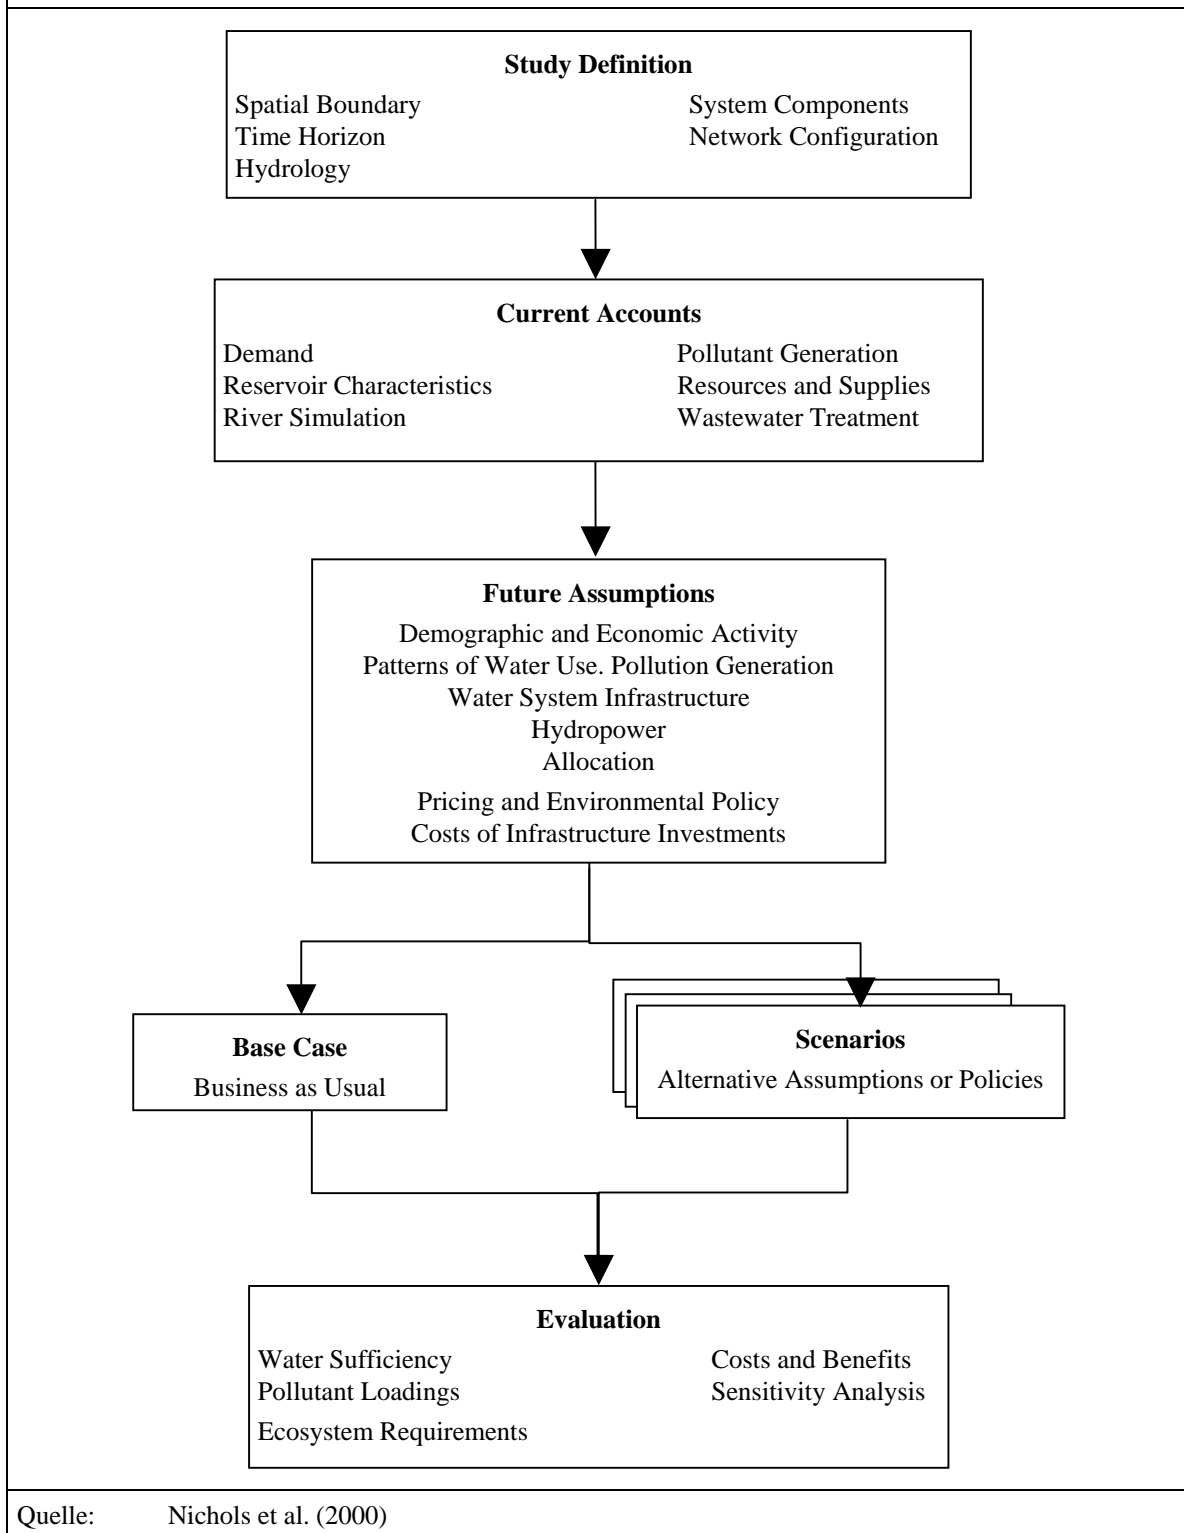 Study Definition
Spatial Boundary
Time Horizon
Hydrology
System Components
Network Configuration
Current Accounts
Demand
Reservoir Characteristics
River Simulation
Pollutant Generation
Resources and Supplies
Wastewater Treatment
Future Assumptions
Demographic and Economic Activity
Patterns of Water Use. Pollution Generation
Water System Infrastructure
Hydropower
Allocation
Pricing and Environmental Policy
Costs of Infrastructure Investments
Base Case
Business as Usual
Scenarios
Alternative Assumptions or Policies
Evaluation
Water Sufficiency
Pollutant Loadings
Ecosystem Requirements
Costs and Benefits
Sensitivity Analysis
Quelle: Nichols et al. (2000)